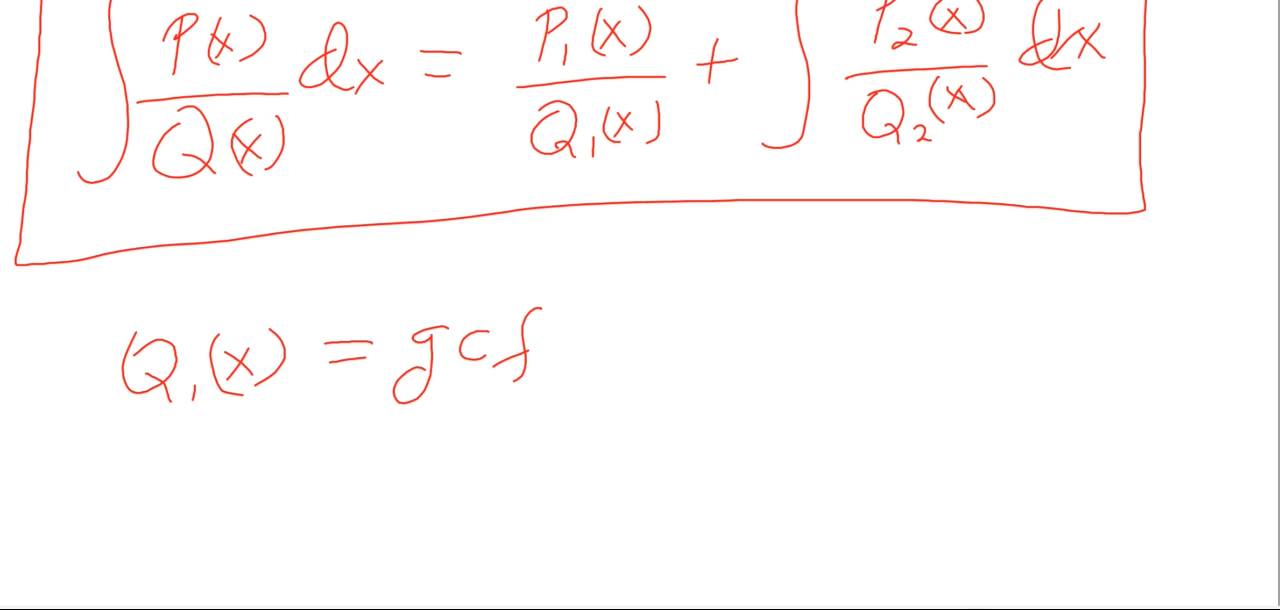 ∫ P(x)/Q(x) dx = P₁(x)/Q₁(x) + ∫ P₂(x)/Q₂(x) dx
Q₁(x) = gcf